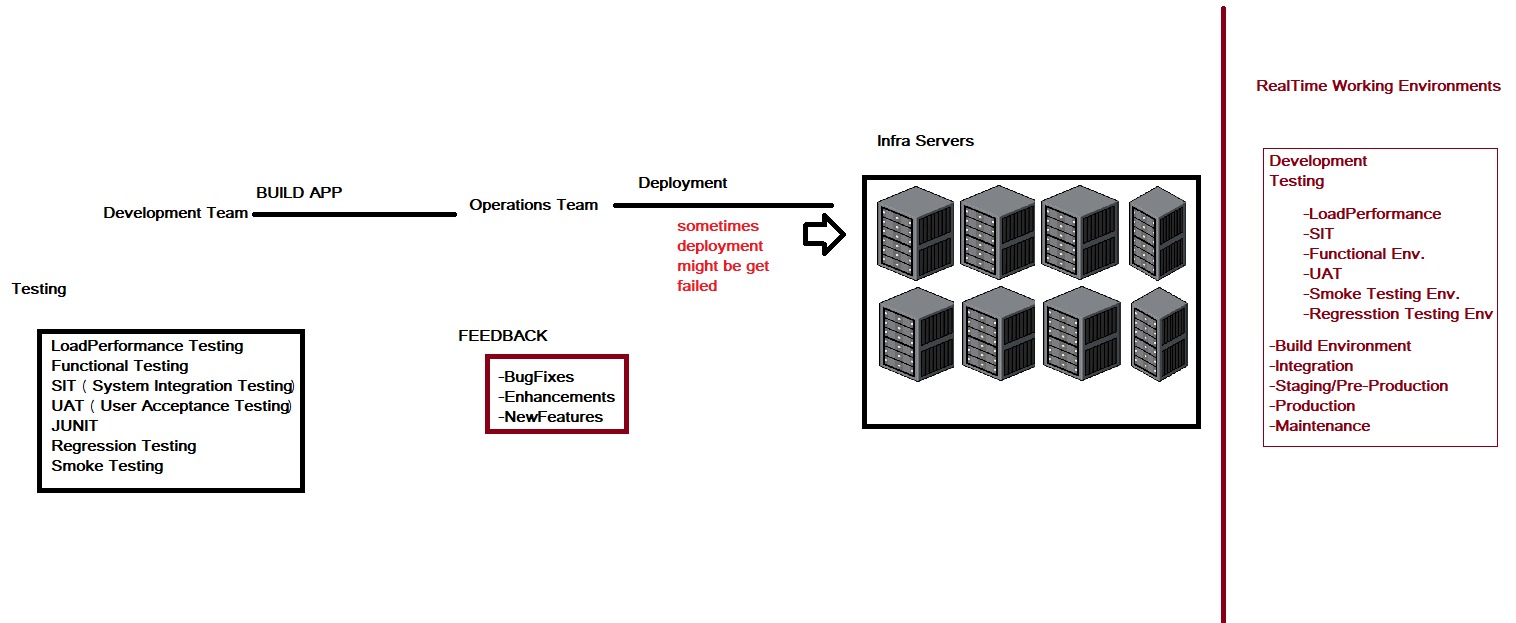 RealTime Working Environments
Infra Servers
BUILD APP
Deployment
Development Team
Operations Team
sometimes
deployment
might be get
failed
Testing
LoadPerformance Testing
Functional Testing
SIT ( System Integration Testing)
UAT ( User Acceptance Testing)
JUNIT
Regression Testing
Smoke Testing
FEEDBACK
-BugFixes
-Enhancements
-NewFeatures
Development
Testing
-LoadPerformance
-SIT
-Functional Env.
-UAT
-Smoke Testing Env.
-Regresstion Testing Env
-Build Environment
-Integration
-Staging/Pre-Production
-Production
-Maintenance